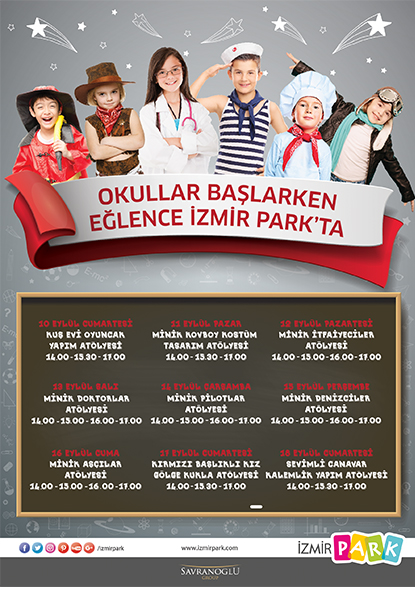 OKULLAR BAŞLARKEN
EĞLENCE İZMİR PARK'TA
10 EYLÜL CUMARTESİ
KUŞ EVİ OYUNCAK
YAPIM ATÖLYESİ
14.00 -15.30 - 17.00
11 EYLÜL PAZAR
MİNİK KOVBOY KOSTÜM
TASARIM ATÖLYESİ
14.00 -15.30 - 17.00
12 EYLÜL PAZARTESİ
MİNİK İTFAİYECİLER
ATÖLYESİ
14.00 - 15.00 - 16.00 - 17.00
13 EYLÜL SALI
MİNİK DOKTORLAR
ATÖLYESİ
14.00 - 15.00 - 16.00 - 17.00
14 EYLÜL ÇARŞAMBA
MİNİK PİLOTLAR
ATÖLYESİ
14.00 - 15.00 - 16.00 - 17.00
15 EYLÜL PERŞEMBE
MİNİK DENİZCİLER
ATÖLYESİ
14.00 - 15.00 - 16.00 - 17.00
16 EYLÜL CUMA
MİNİK AŞÇILAR
ATÖLYESİ
14.00 - 15.00 - 16.00 - 17.00
17 EYLÜL CUMARTESİ
KIRMIZI BAŞLIKLI KIZ
GÖLGE KUKLA ATÖLYESİ
14.00 - 15.30 - 17.00
18 EYLÜL CUMARTESİ
SEVİMLİ CANAVAR
KALEMLİK YAPIM ATÖLYESİ
14.00 - 15.30 - 17.00
/izmirpark
www.izmirpark.com
İZMİR PARK
SAVRANOĞLU
GROUP